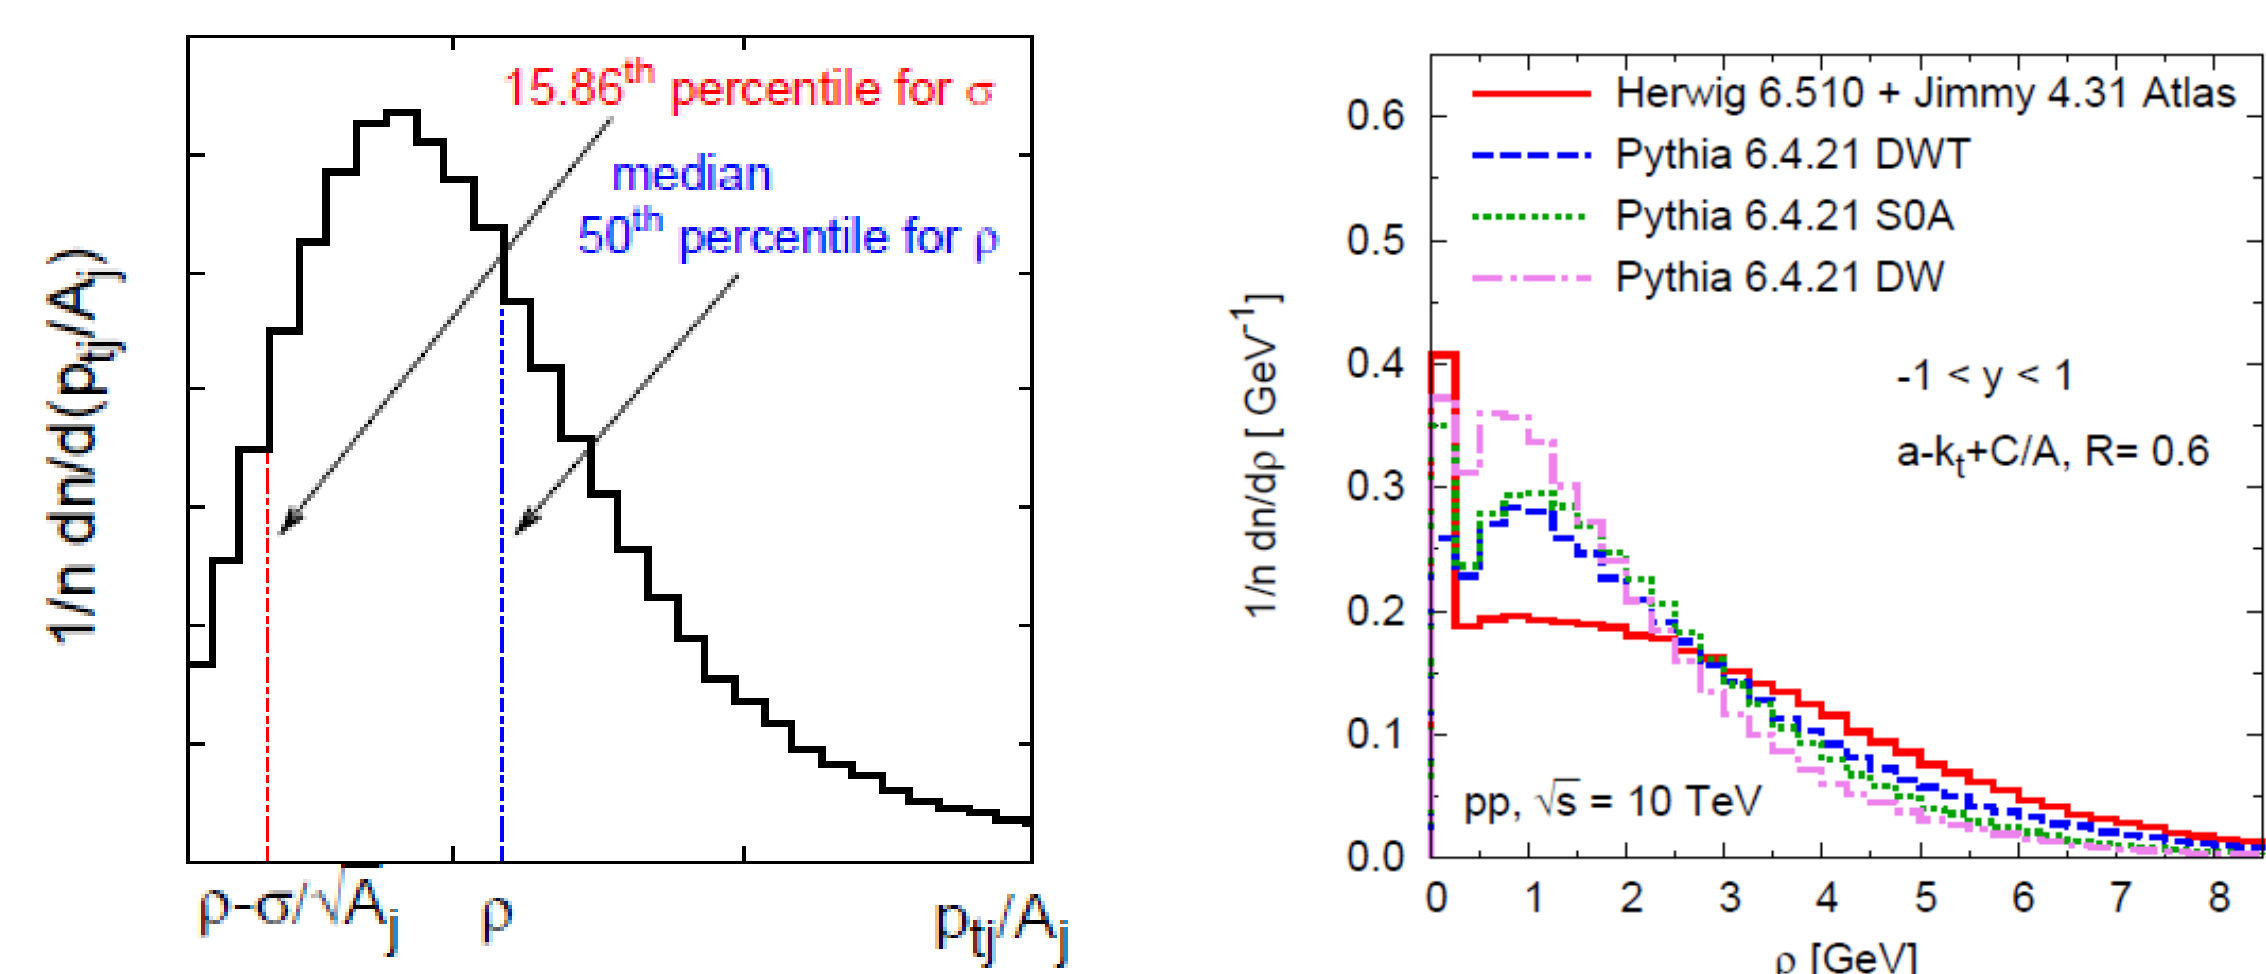 15.86th percentile for σ
median
50th percentile for ρ
1/n dn/d(ptj/Aj)
ρ-σ/√Aj
ρ
ptj/Aj
Herwig 6.510 + Jimmy 4.31 Atlas
Pythia 6.4.21 DWT
Pythia 6.4.21 S0A
Pythia 6.4.21 DW
-1 < y < 1
a-kt+C/A, R= 0.6
pp, √s = 10 TeV
1/n dn/dρ [ GeV-1]
0.6
0.5
0.4
0.3
0.2
0.1
0.0
0 1 2 3 4 5 6 7 8
ρ [GeV]